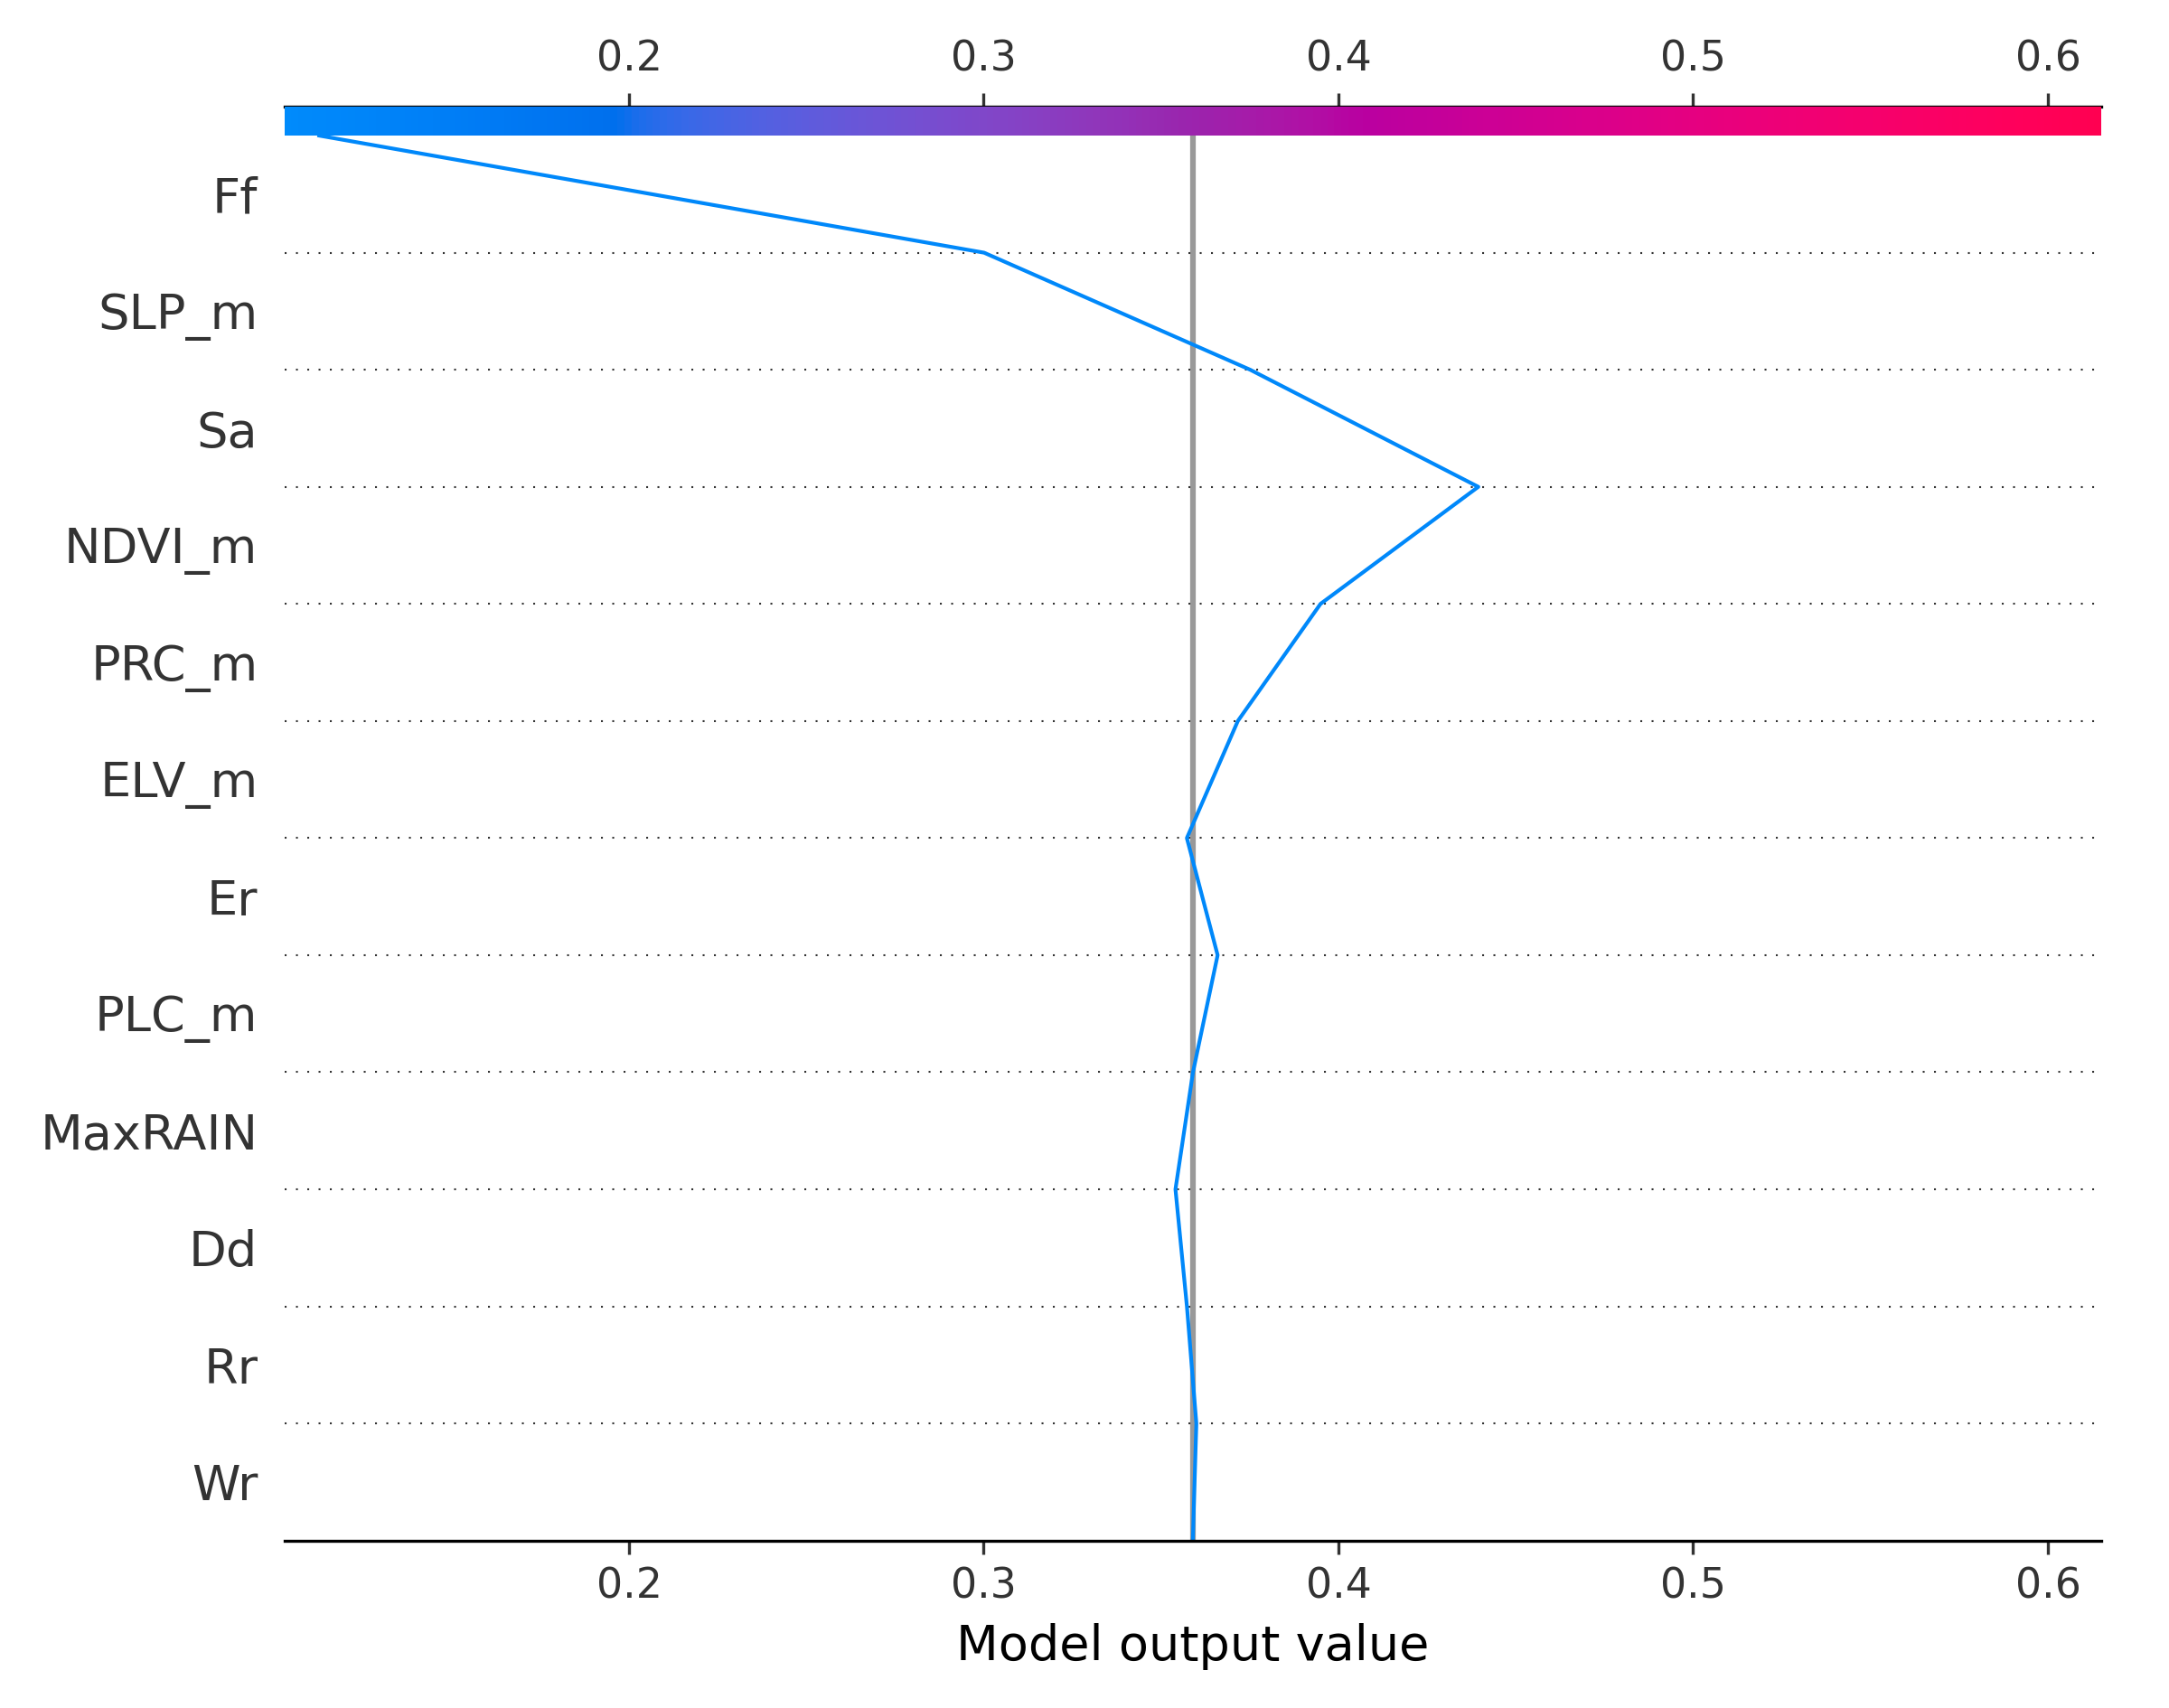 0.2 0.3 0.4 0.5 0.6
Ff
SLP_m
Sa
NDVI_m
PRC_m
ELV_m
Er
PLC_m
MaxRAIN
Dd
Rr
Wr
0.2 0.3 0.4 0.5 0.6
Model output value